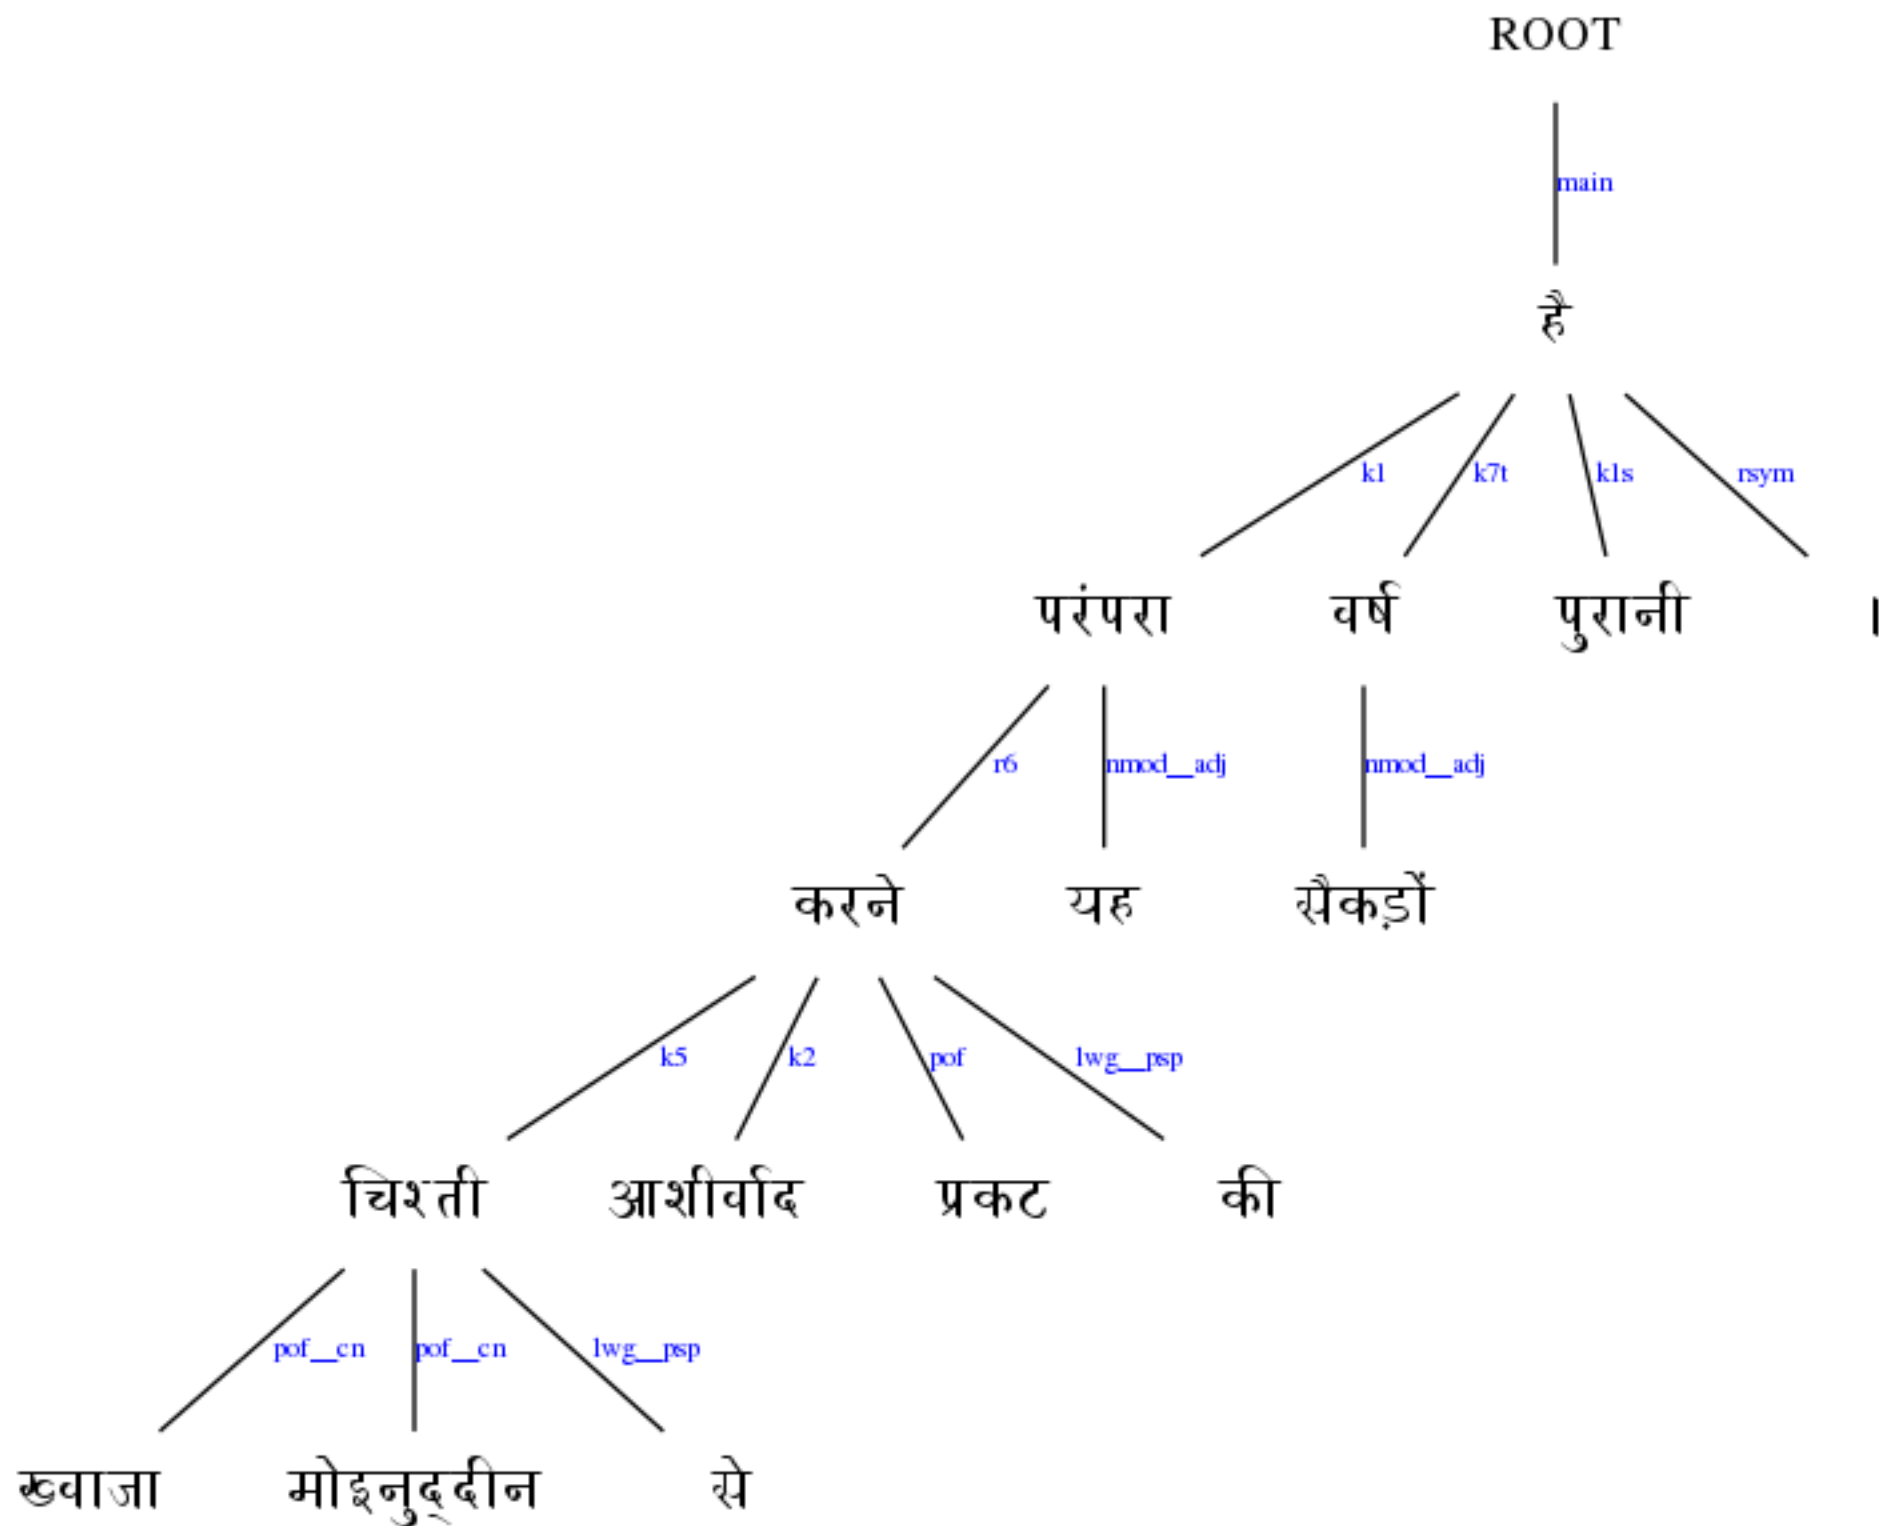 ROOT
main
है
k1 k7t k1s rsym
परंपरा वर्ष पुरानी ।
r6 nmod__adj nmod__adj
करने यह सैकड़ों
k5 k2 pof lwg__psp
चिश्ती आशीर्वाद प्रकट की
pof__cn pof__cn lwg__psp
ख्वाजा मोइनुद्दीन से